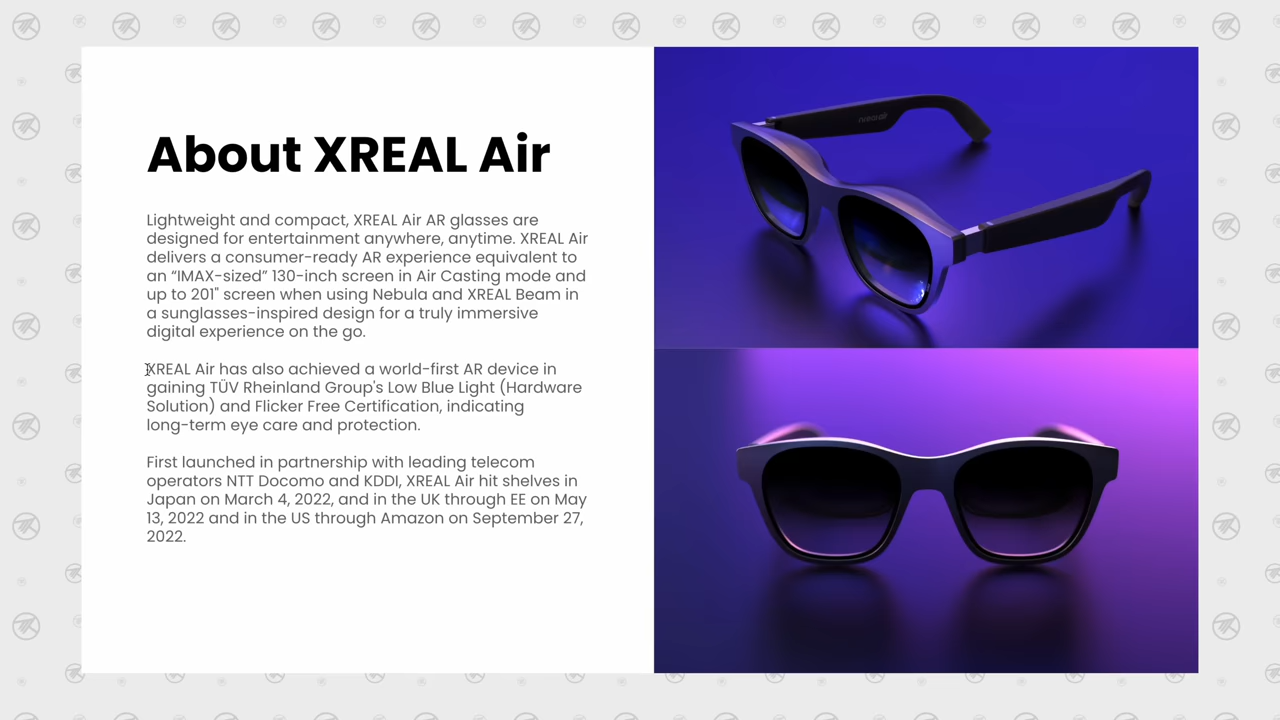 About XREAL Air
Lightweight and compact, XREAL Air AR glasses are
designed for entertainment anywhere, anytime. XREAL Air
delivers a consumer-ready AR experience equivalent to
an “IMAX-sized” 130-inch screen in Air Casting mode and
up to 201" screen when using Nebula and XREAL Beam in
a sunglasses-inspired design for a truly immersive
digital experience on the go.
XREAL Air has also achieved a world-first AR device in
gaining TÜV Rheinland Group's Low Blue Light (Hardware
Solution) and Flicker Free Certification, indicating
long-term eye care and protection.
First launched in partnership with leading telecom
operators NTT Docomo and KDDI, XREAL Air hit shelves in
Japan on March 4, 2022, and in the UK through EE on May
13, 2022 and in the US through Amazon on September 27,
2022.
nreal air